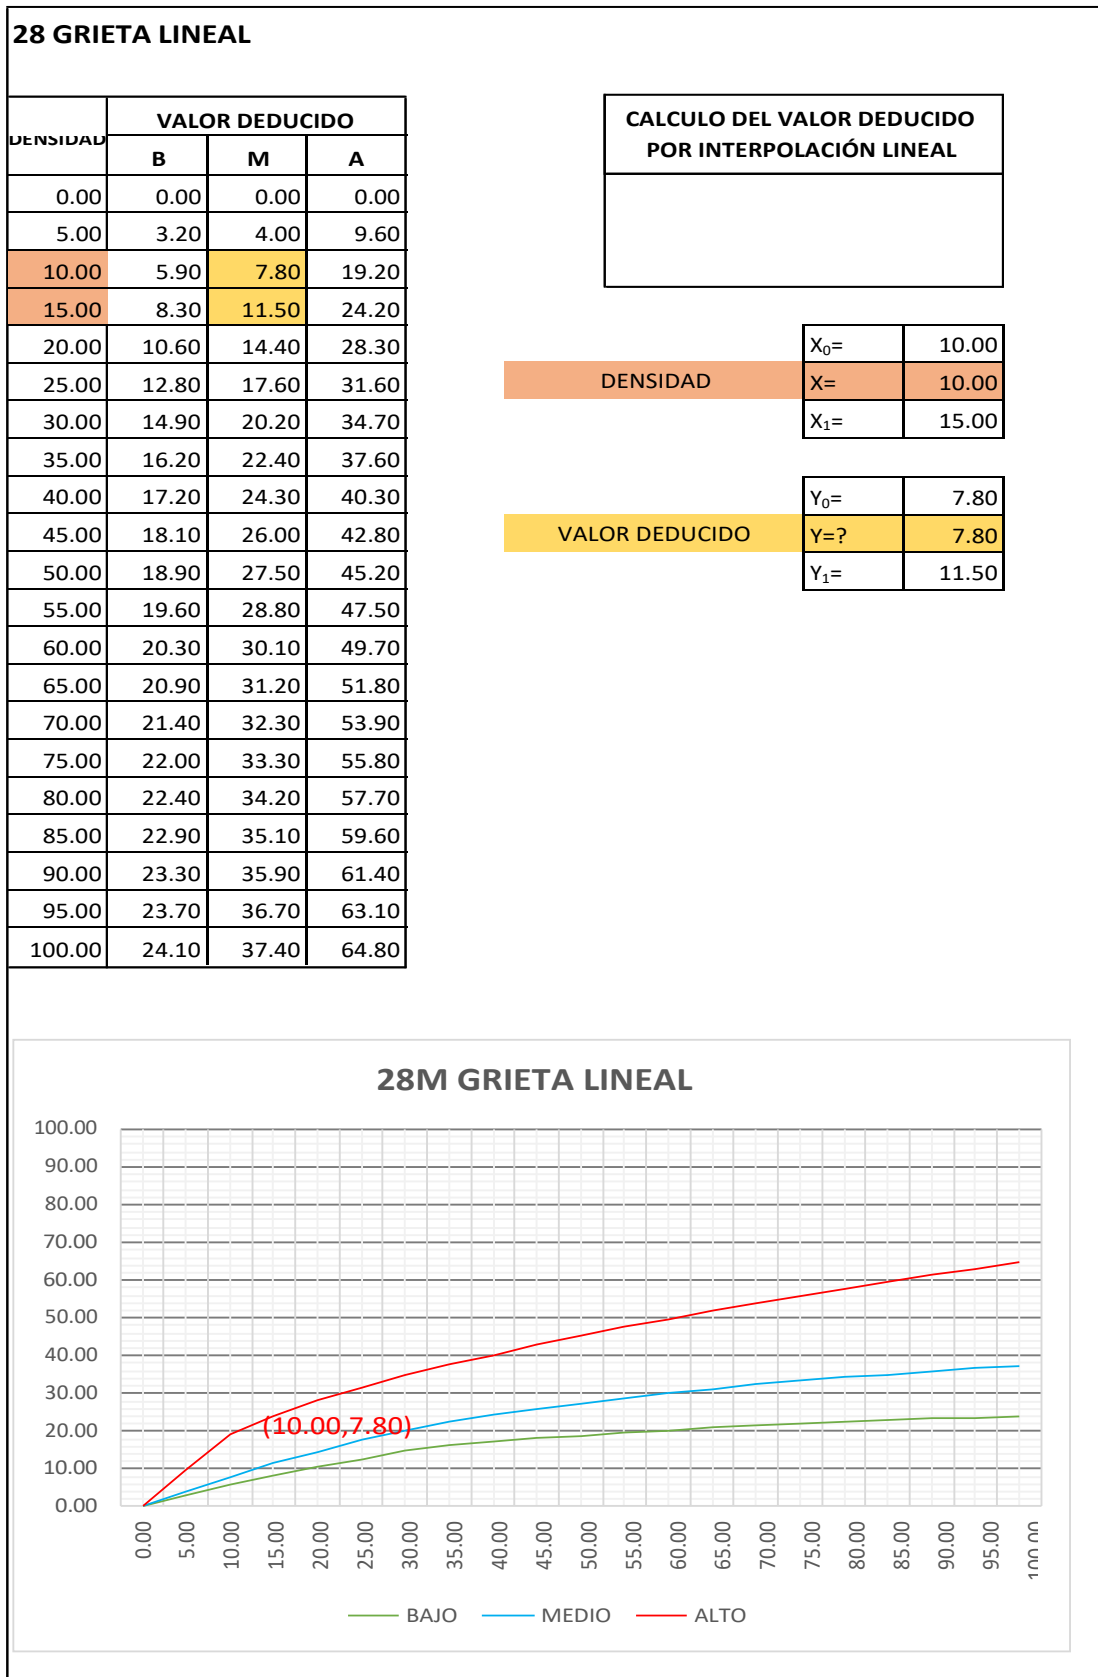 28 GRIETA LINEAL
DENSIDAD VALOR DEDUCIDO
B M A
0.00 0.00 0.00 0.00
5.00 3.20 4.00 9.60
10.00 5.90 7.80 19.20
15.00 8.30 11.50 24.20
20.00 10.60 14.40 28.30
25.00 12.80 17.60 31.60
30.00 14.90 20.20 34.70
35.00 16.20 22.40 37.60
40.00 17.20 24.30 40.30
45.00 18.10 26.00 42.80
50.00 18.90 27.50 45.20
55.00 19.60 28.80 47.50
60.00 20.30 30.10 49.70
65.00 20.90 31.20 51.80
70.00 21.40 32.30 53.90
75.00 22.00 33.30 55.80
80.00 22.40 34.20 57.70
85.00 22.90 35.10 59.60
90.00 23.30 35.90 61.40
95.00 23.70 36.70 63.10
100.00 24.10 37.40 64.80
CALCULO DEL VALOR DEDUCIDO
POR INTERPOLACIÓN LINEAL
X₀= 10.00
DENSIDAD X= 10.00
X₁= 15.00
Y₀= 7.80
VALOR DEDUCIDO Y=? 7.80
Y₁= 11.50
28M GRIETA LINEAL
100.00
90.00
80.00
70.00
60.00
50.00
40.00
30.00
20.00
10.00
0.00
(10.00,7.80)
0.00 5.00 10.00 15.00 20.00 25.00 30.00 35.00 40.00 45.00 50.00 55.00 60.00 65.00 70.00 75.00 80.00 85.00 90.00 95.00 100.00
BAJO MEDIO ALTO